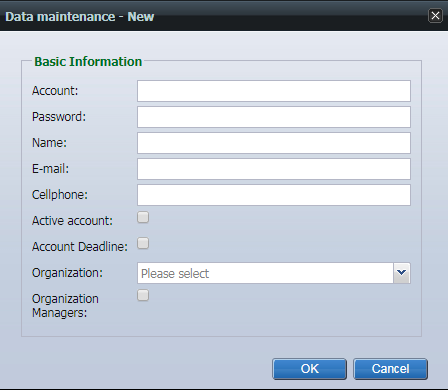 Data maintenance - New
Basic Information
Account:
Password:
Name:
E-mail:
Cellphone:
Active account:
Account Deadline:
Organization: Please select
Organization
Managers:
OK Cancel